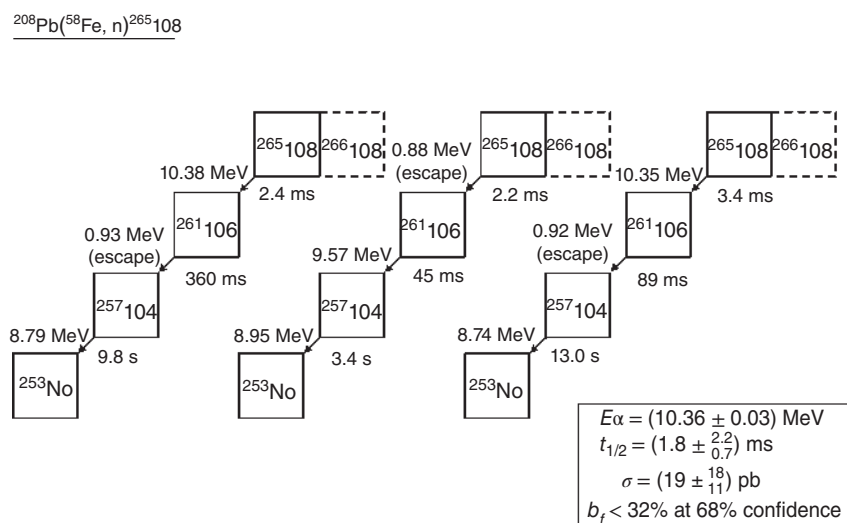 ²⁰⁸Pb(⁵⁸Fe, n)²⁶⁵108
²⁶⁵108
²⁶⁶108
10.38 MeV
2.4 ms
²⁶¹106
0.93 MeV
(escape)
360 ms
²⁵⁷104
8.79 MeV
9.8 s
²⁵³No
²⁶⁵108
²⁶⁶108
0.88 MeV
(escape)
2.2 ms
²⁶¹106
9.57 MeV
45 ms
²⁵⁷104
8.95 MeV
3.4 s
²⁵³No
²⁶⁵108
²⁶⁶108
10.35 MeV
3.4 ms
²⁶¹106
0.92 MeV
(escape)
89 ms
²⁵⁷104
8.74 MeV
13.0 s
²⁵³No
Eα = (10.36 ± 0.03) MeV
t₁/₂ = (1.8 ± 2.2 0.7) ms
σ = (19 ± 18 11) pb
b_f < 32% at 68% confidence